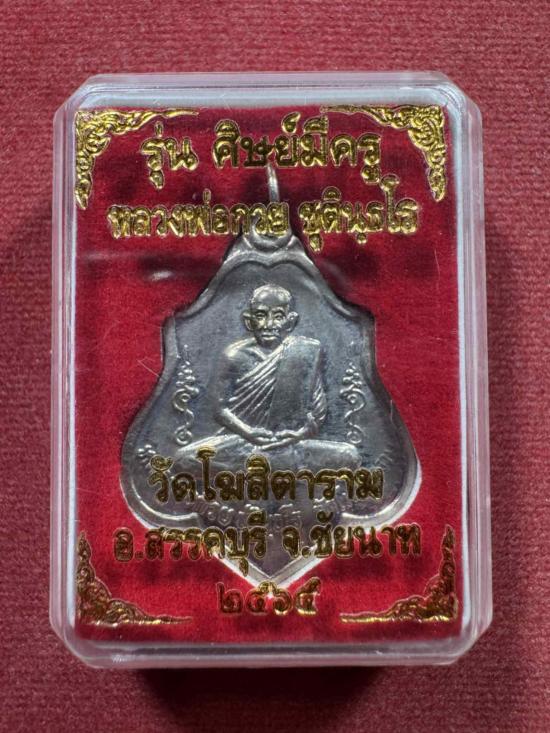 รุ่น ศิษย์มีครู
หลวงพ่อกวย ชุตินฺธโร
วัดโฆสิตาราม
อ.สรรคบุรี จ.ชัยนาท
๒๕๖๕